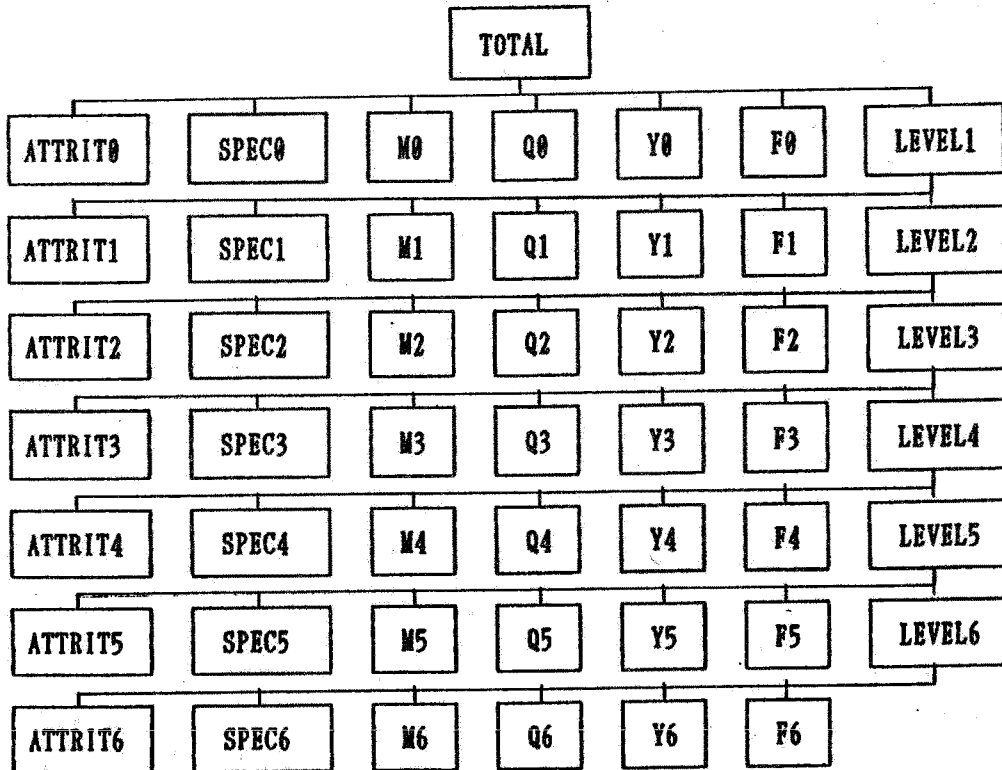 TOTAL
ATTRIT0 SPEC0 M0 Q0 Y0 F0 LEVEL1
ATTRIT1 SPEC1 M1 Q1 Y1 F1 LEVEL2
ATTRIT2 SPEC2 M2 Q2 Y2 F2 LEVEL3
ATTRIT3 SPEC3 M3 Q3 Y3 F3 LEVEL4
ATTRIT4 SPEC4 M4 Q4 Y4 F4 LEVEL5
ATTRIT5 SPEC5 M5 Q5 Y5 F5 LEVEL6
ATTRIT6 SPEC6 M6 Q6 Y6 F6